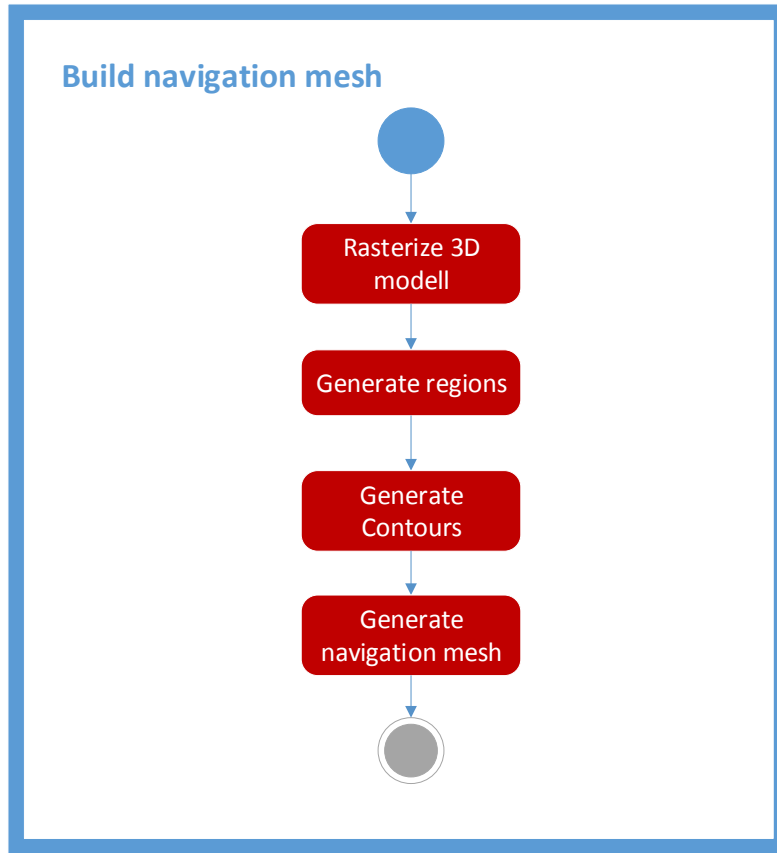 Build navigation mesh
Rasterize 3D
modell
Generate regions
Generate
Contours
Generate
navigation mesh